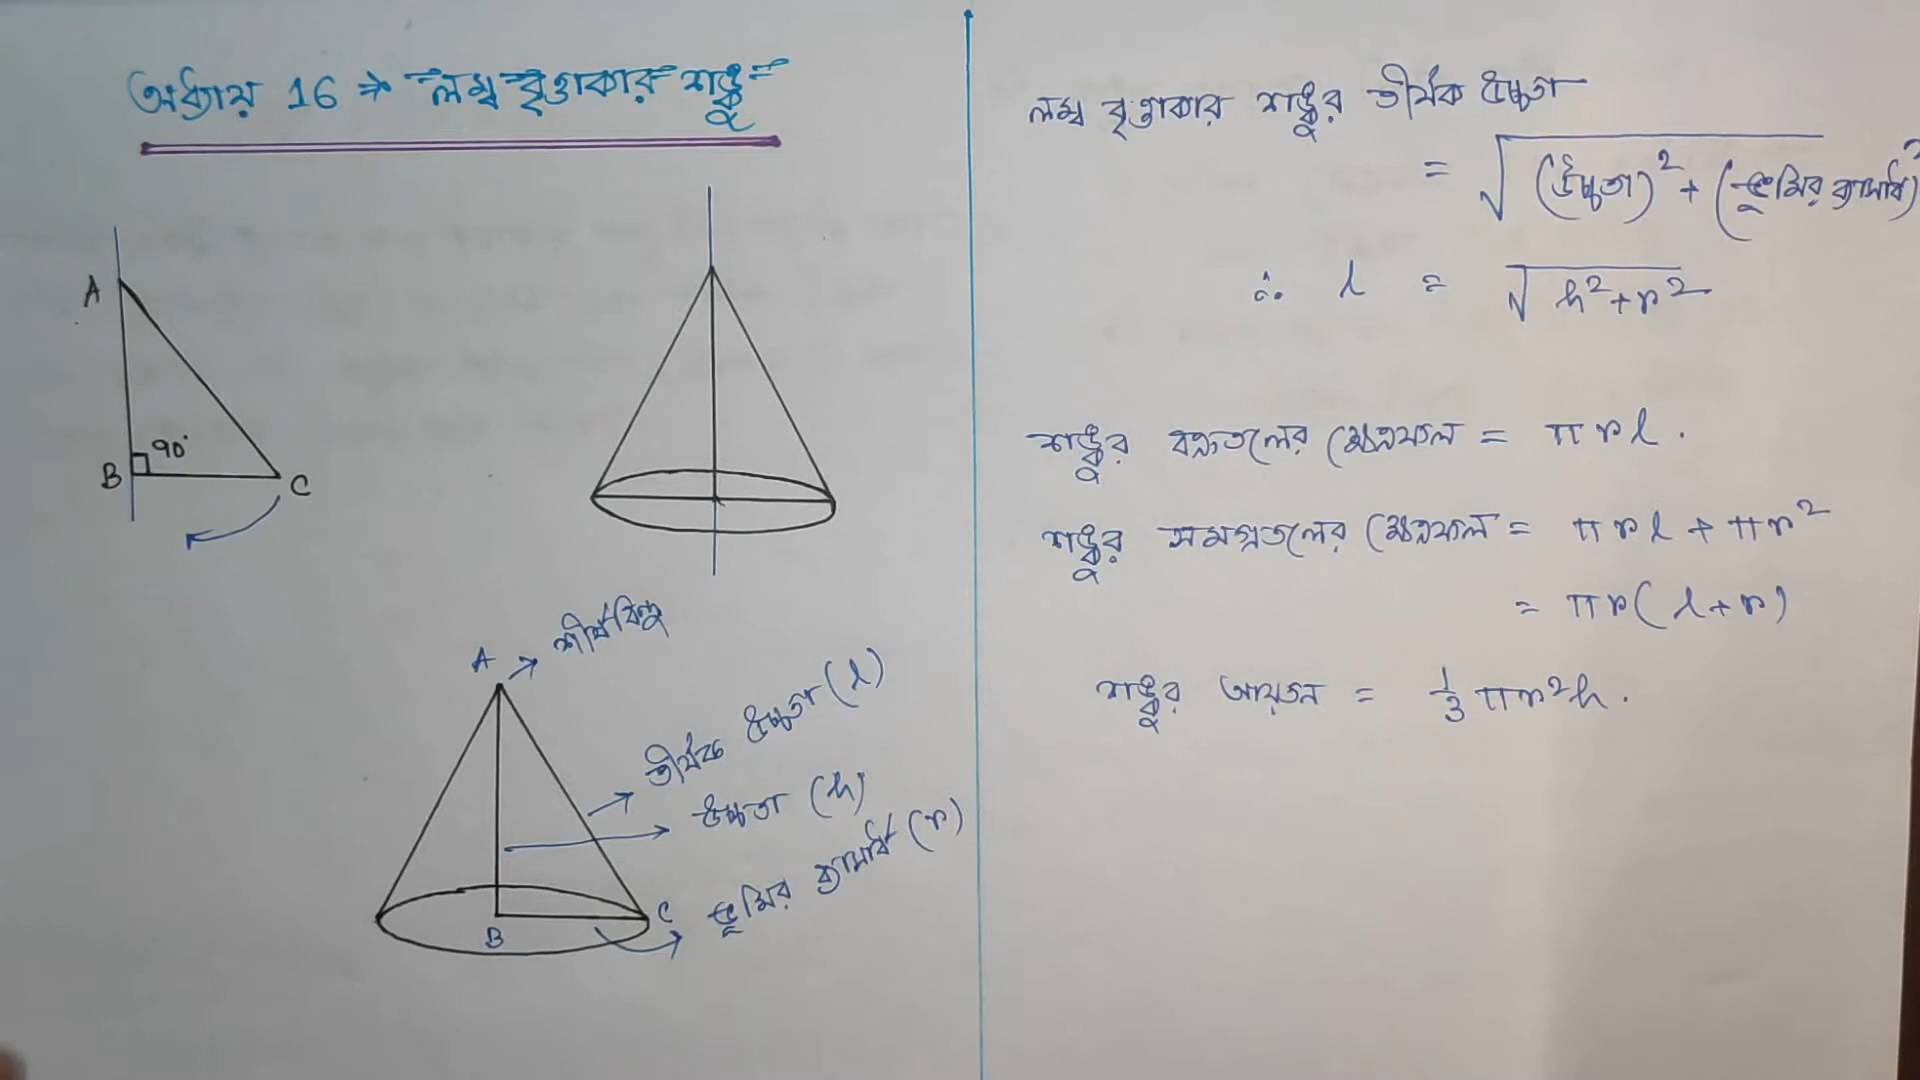 অধ্যায় 16 → লম্ব বৃত্তাকার শঙ্কু
A
90°
B
C
A → শীর্ষবিন্দু
তীর্যক উচ্চতা (l)
উচ্চতা (h)
ভূমির ব্যাসার্ধ (r)
B
C
লম্ব বৃত্তাকার শঙ্কুর তীর্যক উচ্চতা
= √(উচ্চতা)² + (ভূমির ব্যাসার্ধ)²
∴ l = √h²+r²
শঙ্কুর বক্রতলের ক্ষেত্রফল = πrl.
শঙ্কুর সমগ্রতলের ক্ষেত্রফল = πrl + πr²
= πr(l+r)
শঙ্কুর আয়তন = 1/3 πr²h.